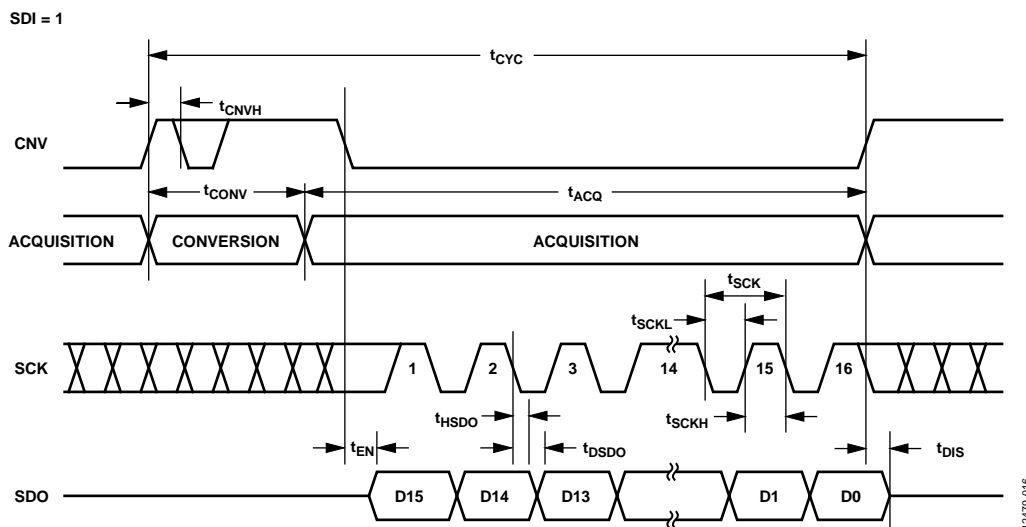 SDI = 1
tCYC
tCNVH
CNV
tCONV
tACQ
ACQUISITION
CONVERSION
ACQUISITION
tSCK
tSCKL
SCK
1
2
3
14
15
16
tHSDO
tSCKH
tEN
tDSDO
tDIS
SDO
D15
D14
D13
D1
D0